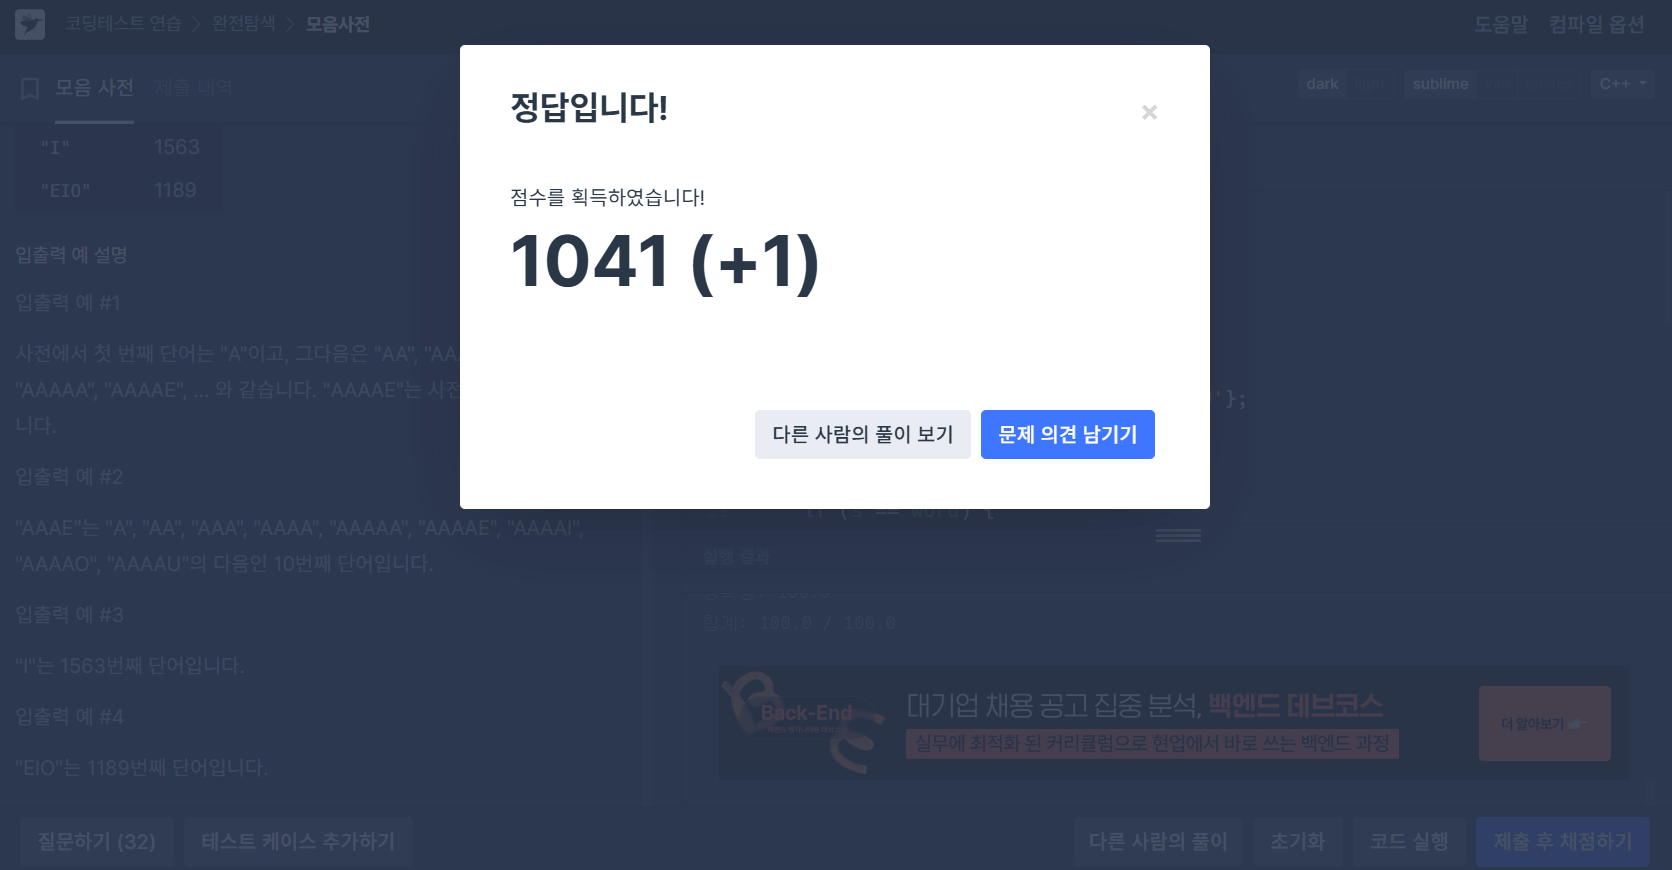 코딩테스트 연습 > 완전탐색 > 모음사전
도움말 컴파일 옵션
모음 사전 제출 내역
dark light sublime vim emacs C++
"I" 1563
"EIO" 1189
입출력 예 설명
입출력 예 #1
사전에서 첫 번째 단어는 "A"이고, 그다음은 "AA", "AA
"AAAAA", "AAAAE", ... 와 같습니다. "AAAAE"는 사전
니다.
입출력 예 #2
"AAAE"는 "A", "AA", "AAA", "AAAA", "AAAAA", "AAAAE", "AAAAI",
"AAAAO", "AAAAU"의 다음인 10번째 단어입니다.
입출력 예 #3
"I"는 1563번째 단어입니다.
입출력 예 #4
"EIO"는 1189번째 단어입니다.
정답입니다!
×
점수를 획득하였습니다!
1041 (+1)
다른 사람의 풀이 보기 문제 의견 남기기
'};
if (s == word) {
실행 결과
합계: 100.0 / 100.0
Back-End
대기업 채용 공고 집중 분석, 백엔드 데브코스
실무에 최적화 된 커리큘럼으로 현업에서 바로 쓰는 백엔드 과정
더 알아보기
질문하기 (32) 테스트 케이스 추가하기 다른 사람의 풀이 초기화 코드 실행 제출 후 채점하기